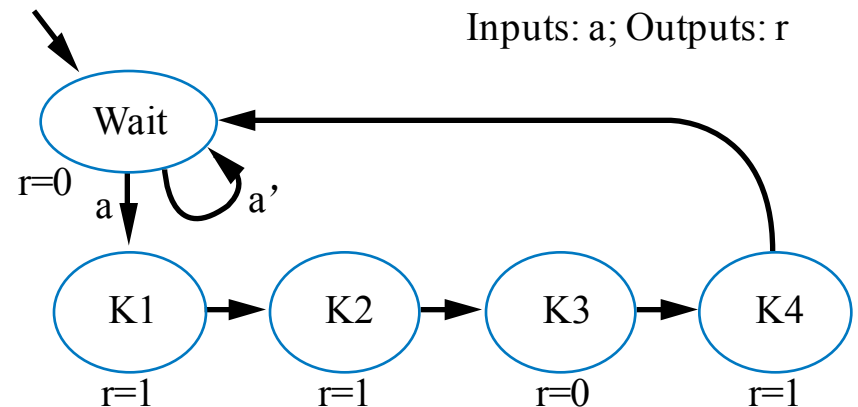 Inputs: a; Outputs: r
Wait
r=0
a
a’
K1
K2
K3
K4
r=1
r=1
r=0
r=1